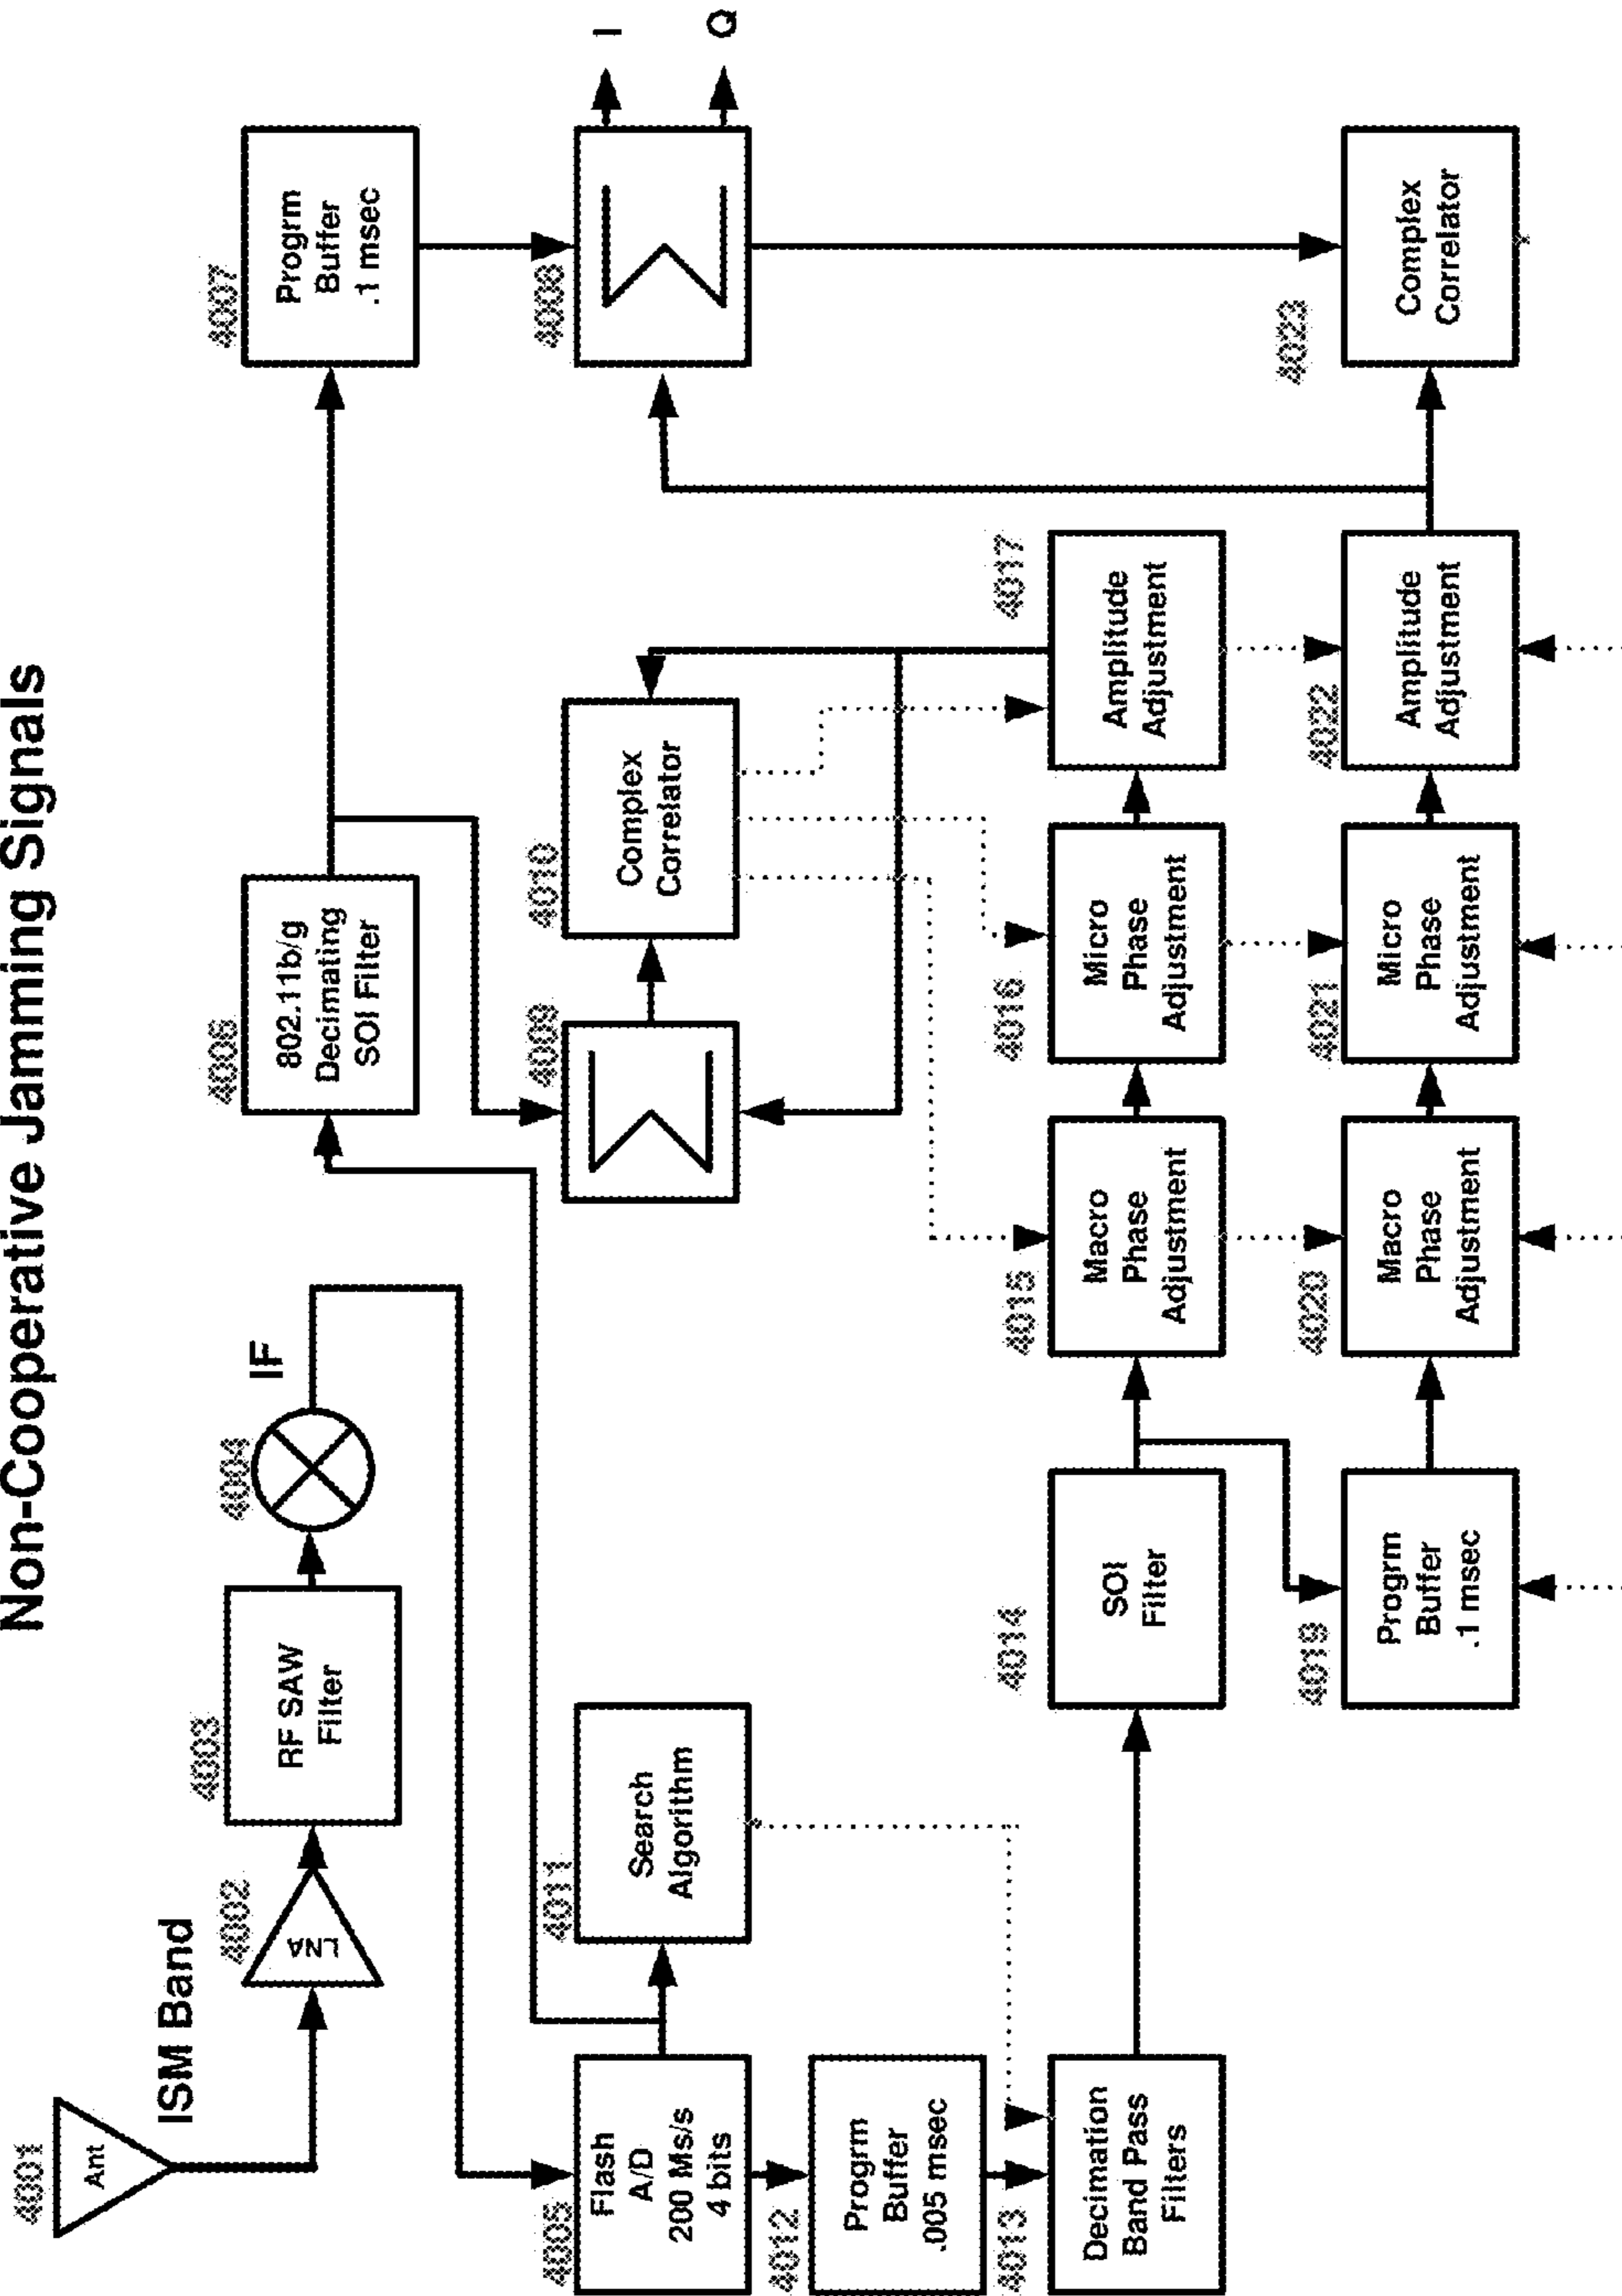 Non-Cooperative Jamming Signals
4001
Ant
ISM Band
4002
LNA
4003
RF SAW
Filter
4004
IF
4006
802.11b/g
Decimating
SOI Filter
4007
Progrm
Buffer
.1 msec
4005
Flash
A/D
200 Ms/s
4 bits
4011
Search
Algorithm
4009
4010
Complex
Correlator
4008
I
Q
4012
Progrm
Buffer
.005 msec
4013
Decimation
Band Pass
Filters
4014
SOI
Filter
4015
Macro
Phase
Adjustment
4016
Micro
Phase
Adjustment
4017
Amplitude
Adjustment
4019
Progrm
Buffer
.1 msec
4020
Macro
Phase
Adjustment
4021
Micro
Phase
Adjustment
4022
Amplitude
Adjustment
4023
Complex
Correlator